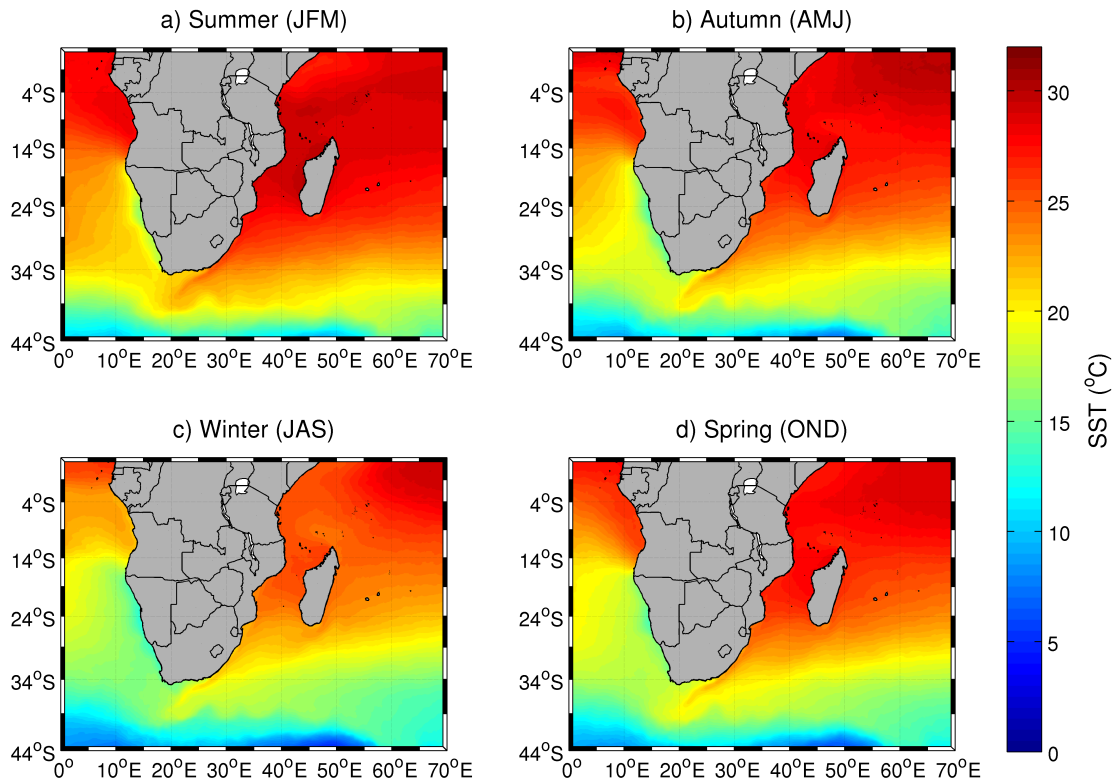 a) Summer (JFM)
b) Autumn (AMJ)
4°S
14°S
24°S
34°S
44°S
0° 10°E 20°E 30°E 40°E 50°E 60°E 70°E
4°S
14°S
24°S
34°S
44°S
0° 10°E 20°E 30°E 40°E 50°E 60°E 70°E
c) Winter (JAS)
d) Spring (OND)
4°S
14°S
24°S
34°S
44°S
0° 10°E 20°E 30°E 40°E 50°E 60°E 70°E
4°S
14°S
24°S
34°S
44°S
0° 10°E 20°E 30°E 40°E 50°E 60°E 70°E
30
25
20
15
10
5
0
SST (°C)